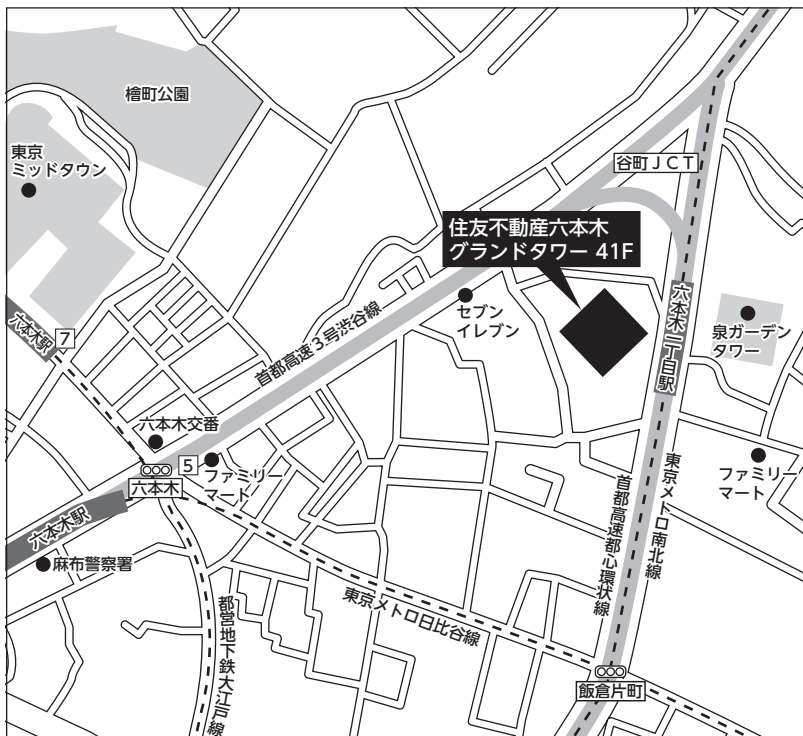 檜町公園
東京
ミッドタウン
谷町ＪＣＴ
住友不動産六本木
グランドタワー 41F
六本木一丁目駅
セブン
イレブン
泉ガーデン
タワー
首都高速３号渋谷線
六本木駅
7
六本木交番
5
ファミリー
マート
六本木
六本木駅
麻布警察署
ファミリー
マート
首都高速都心環状線
東京メトロ南北線
東京メトロ日比谷線
都営地下鉄大江戸線
飯倉片町